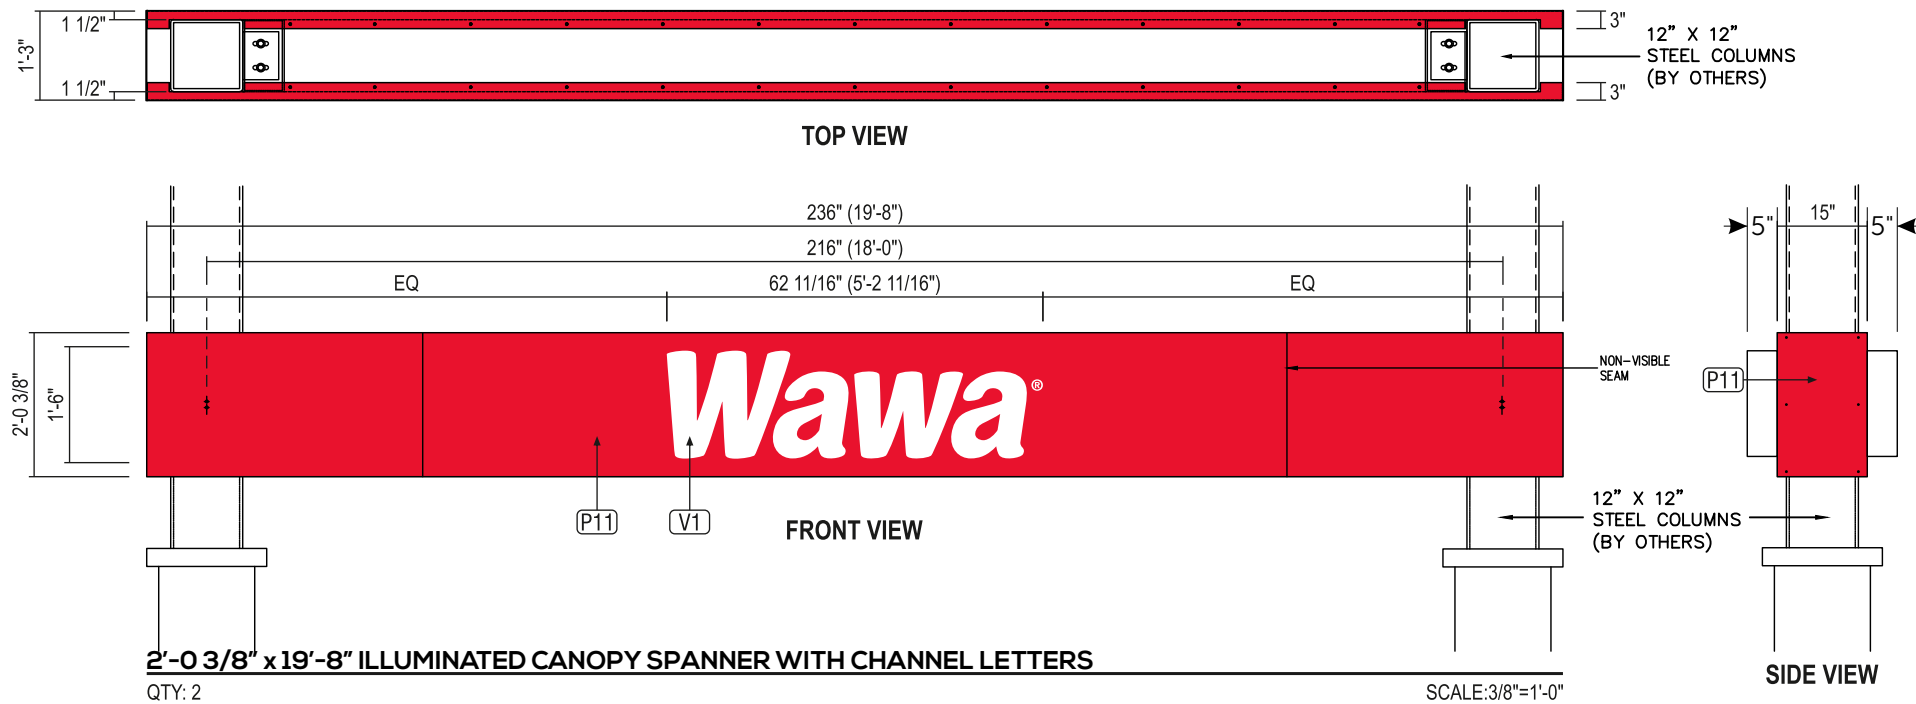 1 1/2"
1'-3"
1 1/2"
3"
3"
12” X 12”
STEEL COLUMNS
(BY OTHERS)
TOP VIEW
236" (19'-8")
216" (18'-0")
EQ
62 11/16" (5'-2 11/16")
EQ
5"
15"
5"
2'-0 3/8"
1'-6"
Wawa®
NON-VISIBLE
SEAM
P11
P11
V1
FRONT VIEW
12” X 12”
STEEL COLUMNS
(BY OTHERS)
2’-0 3/8” x 19’-8” ILLUMINATED CANOPY SPANNER WITH CHANNEL LETTERS
QTY: 2
SCALE:3/8"=1'-0"
SIDE VIEW